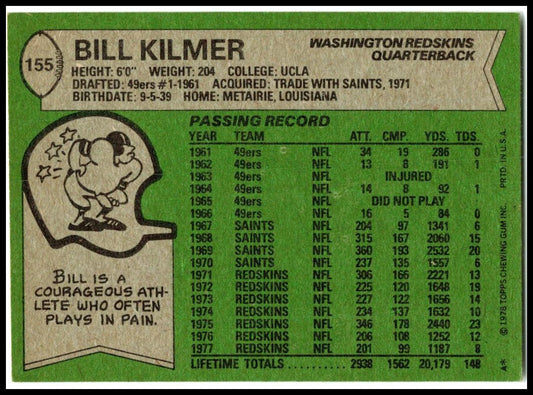 155
BILL KILMER
WASHINGTON REDSKINS
QUARTERBACK
HEIGHT: 6'0" WEIGHT: 204 COLLEGE: UCLA
DRAFTED: 49ers #1-1961 ACQUIRED: TRADE WITH SAINTS, 1971
BIRTHDATE: 9-5-39 HOME: METAIRIE, LOUISIANA
PASSING RECORD
YEAR TEAM ATT. CMP. YDS. TDS.
1961 49ers NFL 34 19 286 0
1962 49ers NFL 13 8 191 1
1963 49ers NFL INJURED
1964 49ers NFL 14 8 92 1
1965 49ers NFL DID NOT PLAY
1966 49ers NFL 16 5 84 0
1967 SAINTS NFL 204 97 1341 6
1968 SAINTS NFL 315 167 2060 15
1969 SAINTS NFL 360 193 2532 20
1970 SAINTS NFL 237 135 1557 6
1971 REDSKINS NFL 306 166 2221 13
1972 REDSKINS NFL 225 120 1648 19
1973 REDSKINS NFL 227 122 1656 14
1974 REDSKINS NFL 234 137 1632 10
1975 REDSKINS NFL 346 178 2440 23
1976 REDSKINS NFL 206 108 1252 12
1977 REDSKINS NFL 201 99 1187 8
LIFETIME TOTALS ..... 2938 1562 20,179 148
BILL IS A
COURAGEOUS ATH-
LETE WHO OFTEN
PLAYS IN PAIN.
A* © 1978 TOPPS CHEWING GUM INC. PRTD. IN U.S.A.